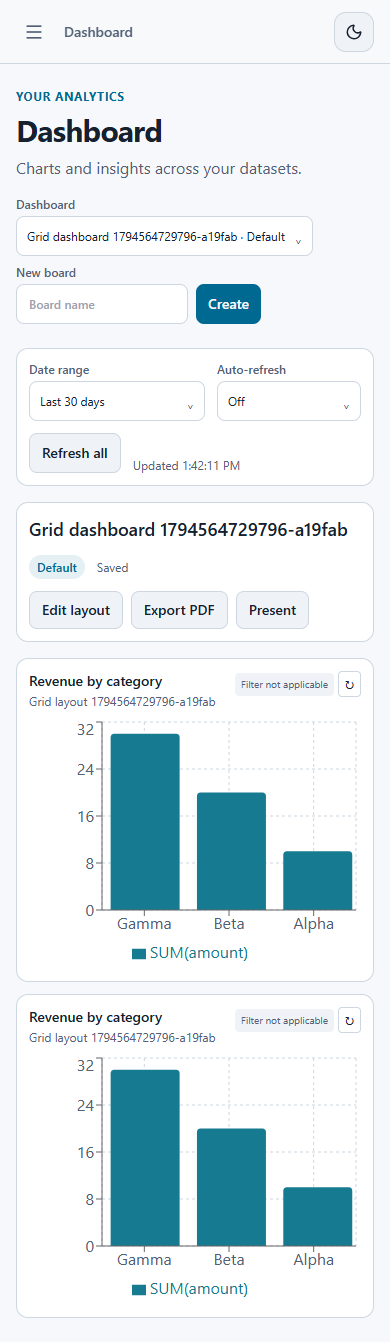 Dashboard
YOUR ANALYTICS
Dashboard
Charts and insights across your datasets.
Dashboard
Grid dashboard 1794564729796-a19fab · Default
New board
Board name
Create
Date range
Auto-refresh
Last 30 days
Off
Refresh all
Updated 1:42:11 PM
Grid dashboard 1794564729796-a19fab
Default
Saved
Edit layout
Export PDF
Present
Revenue by category
Filter not applicable
Grid layout 1794564729796-a19fab
32
24
16
8
0
Gamma
Beta
Alpha
SUM(amount)
Revenue by category
Filter not applicable
Grid layout 1794564729796-a19fab
32
24
16
8
0
Gamma
Beta
Alpha
SUM(amount)